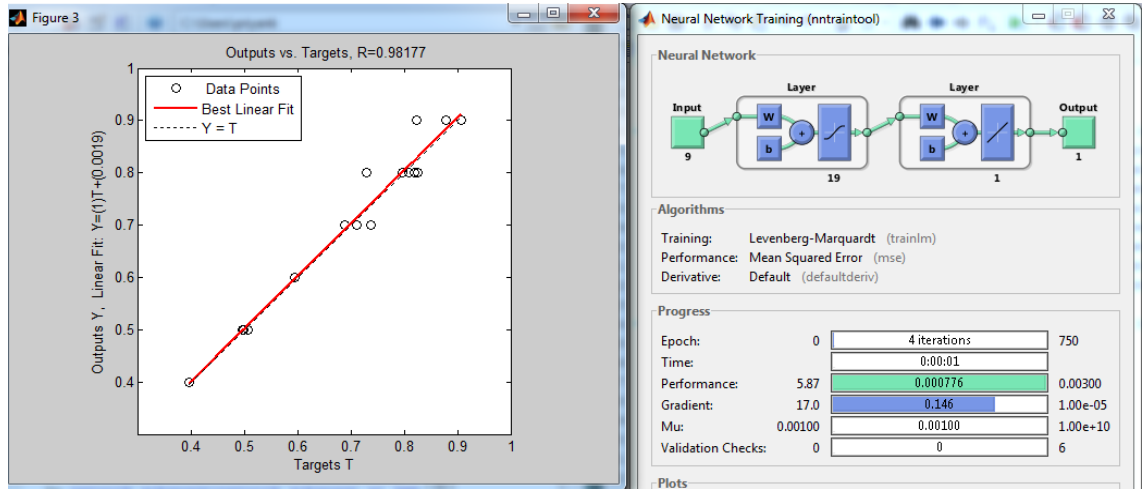 Figure 3
Outputs vs. Targets, R=0.98177
Data Points
Best Linear Fit
Y = T
Outputs Y, Linear Fit: Y=(1)T+(0.0019)
1
0.9
0.8
0.7
0.6
0.5
0.4
0.4 0.5 0.6 0.7 0.8 0.9 1
Targets T
Neural Network Training (nntraintool)
Neural Network
Layer Layer
Input Output
W W
+ +
b b
9 1
19 1
Algorithms
Training: Levenberg-Marquardt (trainlm)
Performance: Mean Squared Error (mse)
Derivative: Default (defaultderiv)
Progress
Epoch: 0 4 iterations 750
Time: 0:00:01
Performance: 5.87 0.000776 0.00300
Gradient: 17.0 0.146 1.00e-05
Mu: 0.00100 0.00100 1.00e+10
Validation Checks: 0 0 6
Plots